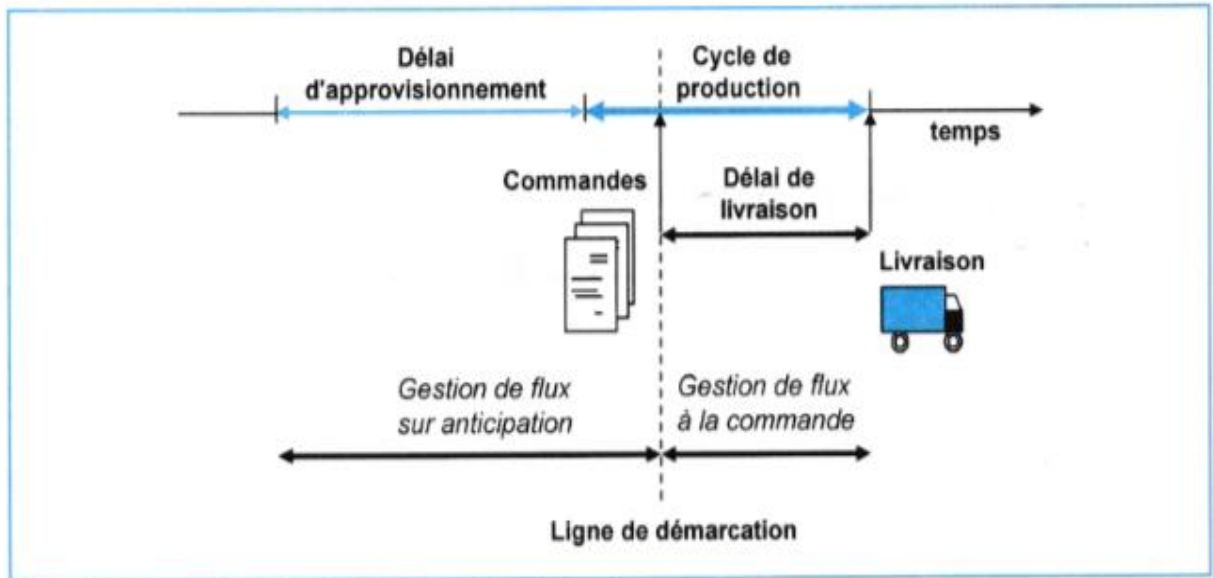 Délai
d'approvisionnement
Cycle de
production
temps
Commandes
Délai de
livraison
Livraison
Gestion de flux
sur anticipation
Gestion de flux
à la commande
Ligne de démarcation